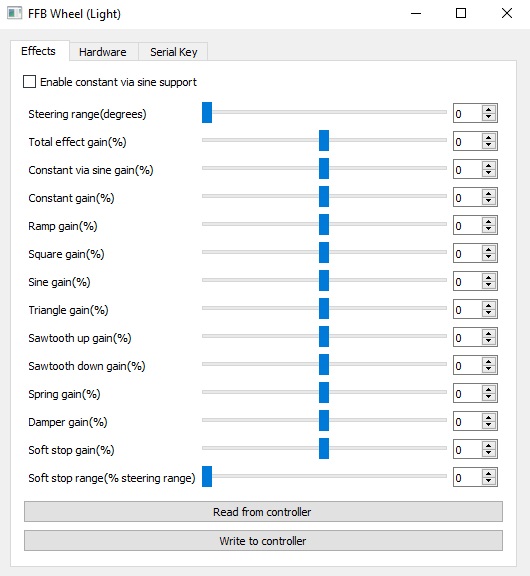 FFB Wheel (Light)
Effects Hardware Serial Key
Enable constant via sine support
Steering range(degrees) 0
Total effect gain(%) 0
Constant via sine gain(%) 0
Constant gain(%) 0
Ramp gain(%) 0
Square gain(%) 0
Sine gain(%) 0
Triangle gain(%) 0
Sawtooth up gain(%) 0
Sawtooth down gain(%) 0
Spring gain(%) 0
Damper gain(%) 0
Soft stop gain(%) 0
Soft stop range(% steering range) 0
Read from controller
Write to controller